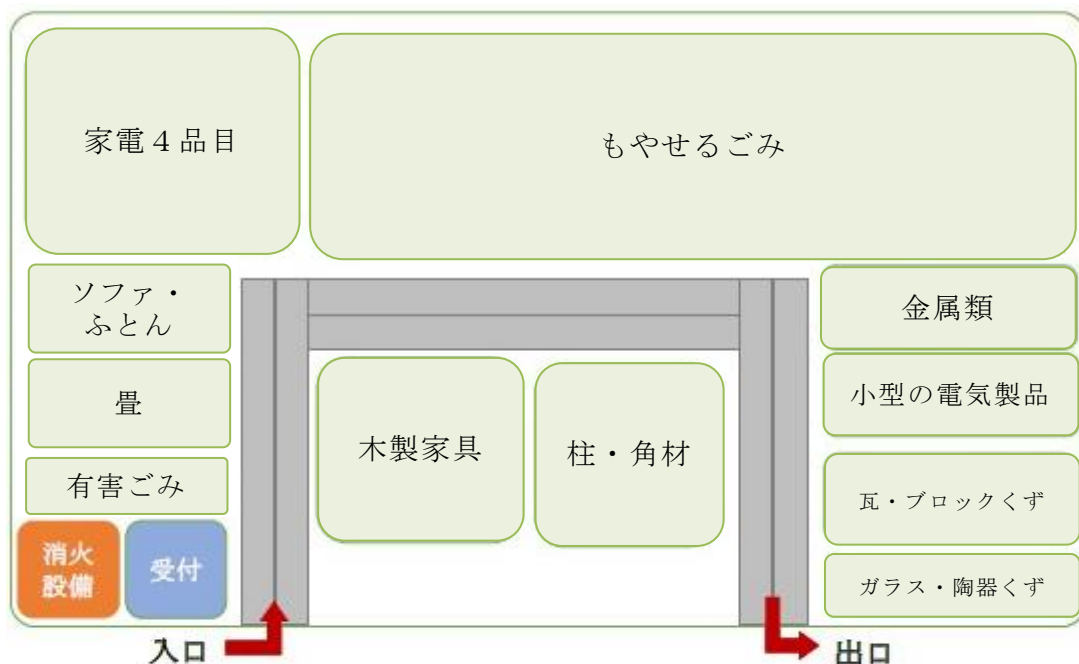 家電４品目
もやせるごみ
ソファ・
ふとん
金属類
畳
小型の電気製品
木製家具
柱・角材
有害ごみ
瓦・ブロックくず
消火
設備
受付
ガラス・陶器くず
入口
出口